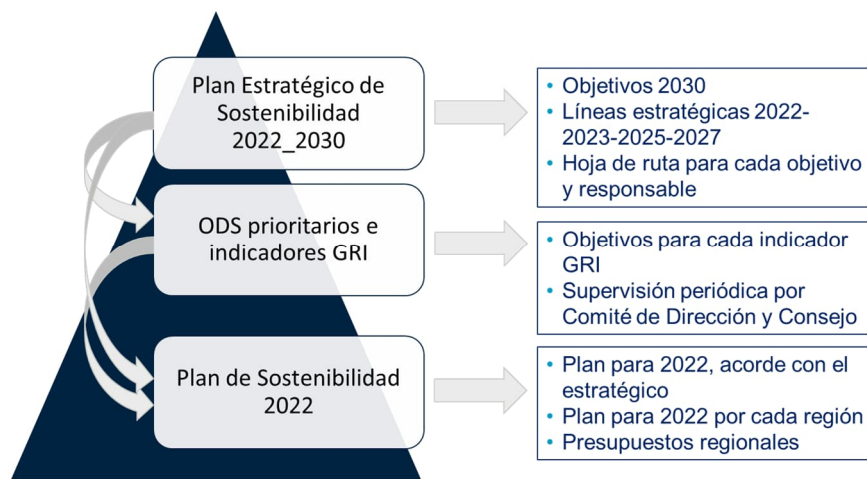 Plan Estratégico de
Sostenibilidad
2022_2030
• Objetivos 2030
• Líneas estratégicas 2022-
2023-2025-2027
• Hoja de ruta para cada objetivo
y responsable
ODS prioritarios e
indicadores GRI
• Objetivos para cada indicador
GRI
• Supervisión periódica por
Comité de Dirección y Consejo
Plan de Sostenibilidad
2022
• Plan para 2022, acorde con el
estratégico
• Plan para 2022 por cada región
• Presupuestos regionales